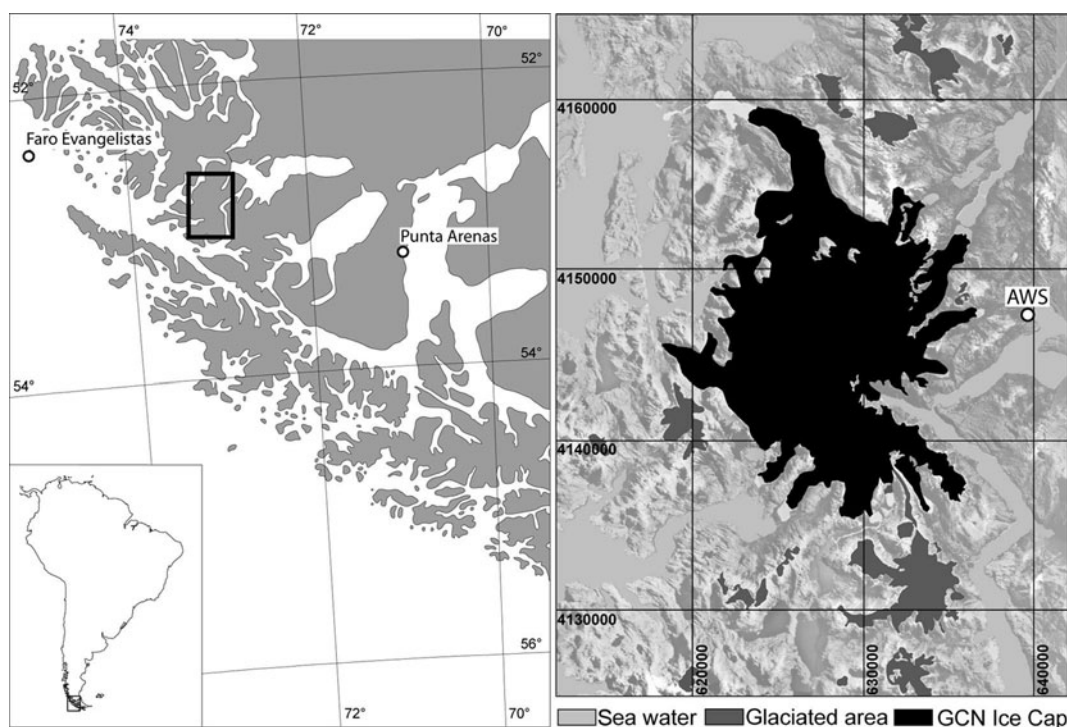 74°
72°
70°
52°
52°
Faro Evangelistas
Punta Arenas
54°
54°
56°
72°
70°
4160000
4150000
AWS
4140000
4130000
620000
630000
640000
Sea water
Glaciated area
GCN Ice Cap